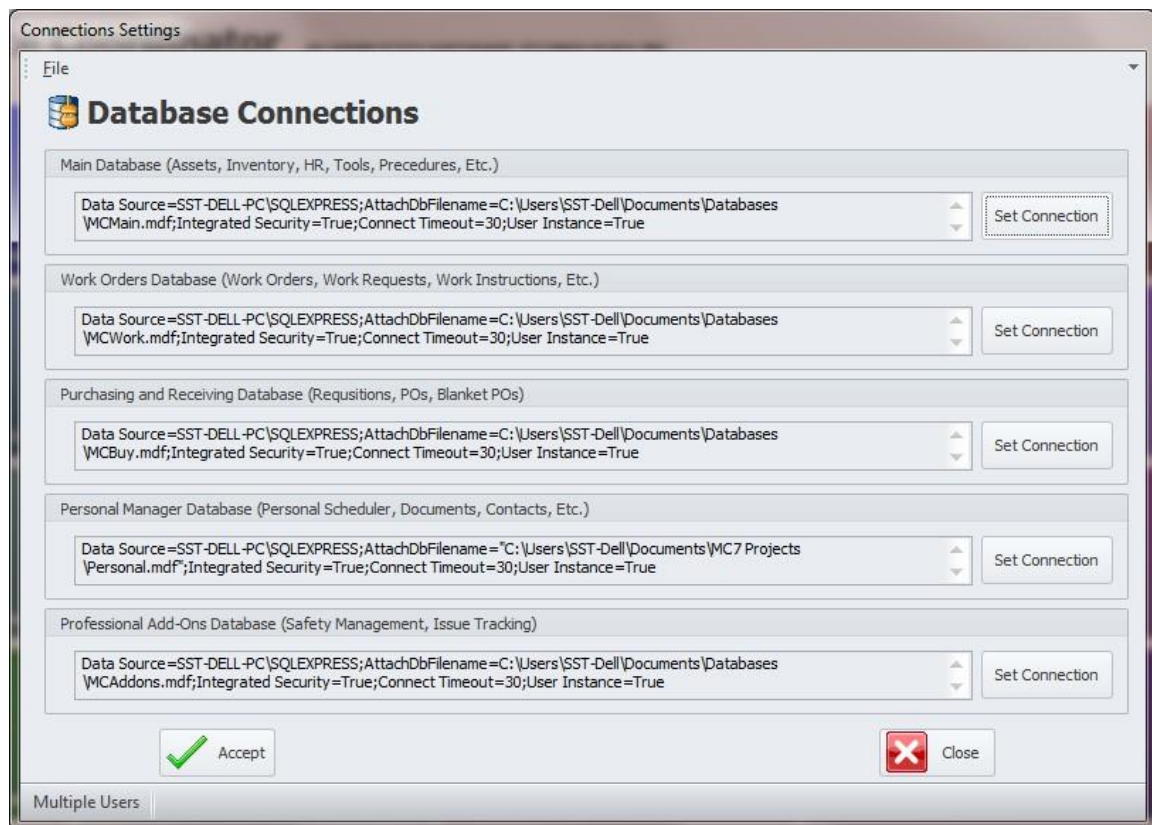 Connections Settings
File
Database Connections
Main Database (Assets, Inventory, HR, Tools, Precedures, Etc.)
Data Source=SST-DELL-PC\SQLEXPRESS;AttachDbFilename=C:\Users\SST-Dell\Documents\Databases
\MCMain.mdf;Integrated Security=True;Connect Timeout=30;User Instance=True
Set Connection
Work Orders Database (Work Orders, Work Requests, Work Instructions, Etc.)
Data Source=SST-DELL-PC\SQLEXPRESS;AttachDbFilename=C:\Users\SST-Dell\Documents\Databases
\MCWork.mdf;Integrated Security=True;Connect Timeout=30;User Instance=True
Set Connection
Purchasing and Receiving Database (Requsitions, POs, Blanket POs)
Data Source=SST-DELL-PC\SQLEXPRESS;AttachDbFilename=C:\Users\SST-Dell\Documents\Databases
\MCBuy.mdf;Integrated Security=True;Connect Timeout=30;User Instance=True
Set Connection
Personal Manager Database (Personal Scheduler, Documents, Contacts, Etc.)
Data Source=SST-DELL-PC\SQLEXPRESS;AttachDbFilename="C:\Users\SST-Dell\Documents\MC7 Projects
\Personal.mdf";Integrated Security=True;Connect Timeout=30;User Instance=True
Set Connection
Professional Add-Ons Database (Safety Management, Issue Tracking)
Data Source=SST-DELL-PC\SQLEXPRESS;AttachDbFilename=C:\Users\SST-Dell\Documents\Databases
\MCAddons.mdf;Integrated Security=True;Connect Timeout=30;User Instance=True
Set Connection
Accept
Close
Multiple Users